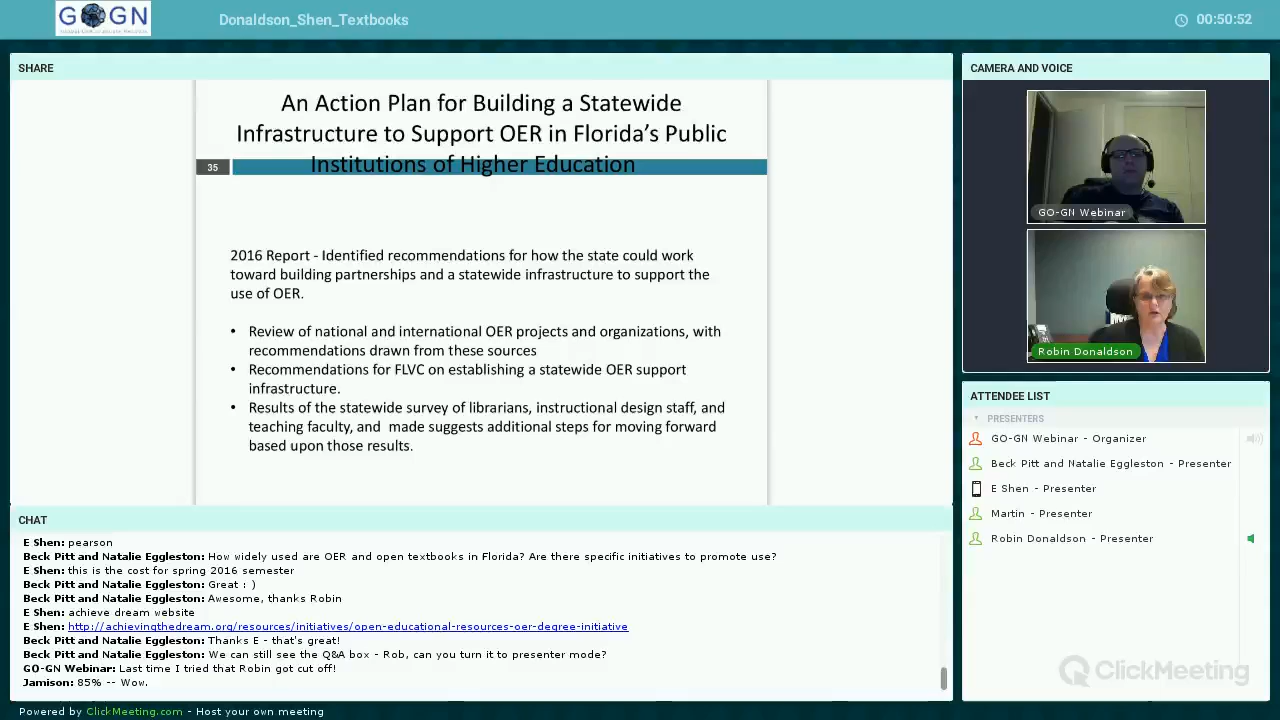 GOGN
Donaldson_Shen_Textbooks
00:50:52
SHARE
An Action Plan for Building a Statewide
Infrastructure to Support OER in Florida’s Public
Institutions of Higher Education
35
2016 Report - Identified recommendations for how the state could work
toward building partnerships and a statewide infrastructure to support the
use of OER.
• Review of national and international OER projects and organizations, with
recommendations drawn from these sources
• Recommendations for FLVC on establishing a statewide OER support
infrastructure.
• Results of the statewide survey of librarians, instructional design staff, and
teaching faculty, and made suggests additional steps for moving forward
based upon those results.
CHAT
E Shen: pearson
Beck Pitt and Natalie Eggleston: How widely used are OER and open textbooks in Florida? Are there specific initiatives to promote use?
E Shen: this is the cost for spring 2016 semester
Beck Pitt and Natalie Eggleston: Great : )
Beck Pitt and Natalie Eggleston: Awesome, thanks Robin
E Shen: achieve dream website
E Shen: http://achievingthedream.org/resources/initiatives/open-educational-resources-oer-degree-initiative
Beck Pitt and Natalie Eggleston: Thanks E - that's great!
Beck Pitt and Natalie Eggleston: We can still see the Q&A box - Rob, can you turn it to presenter mode?
GO-GN Webinar: Last time I tried that Robin got cut off!
Jamison: 85% -- Wow.
CAMERA AND VOICE
GO-GN Webinar
Robin Donaldson
ATTENDEE LIST
PRESENTERS
GO-GN Webinar - Organizer
Beck Pitt and Natalie Eggleston - Presenter
E Shen - Presenter
Martin - Presenter
Robin Donaldson - Presenter
ClickMeeting
Powered by ClickMeeting.com - Host your own meeting